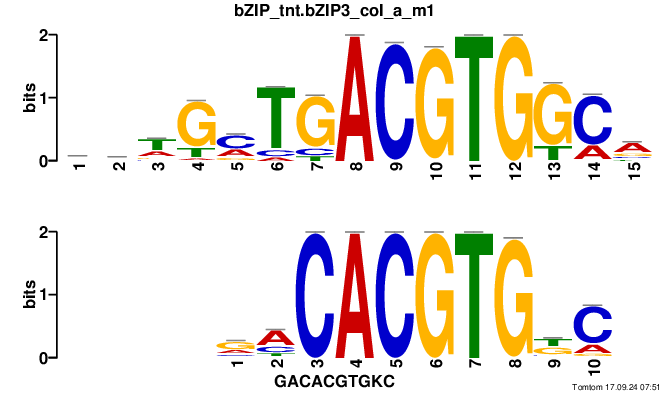 bZIP_tnt.bZIP3_col_a_m1
bits
2
1
0
TGCTGACGTGGCA
1 2 3 4 5 6 7 8 9 10 11 12 13 14 15
bits
2
1
0
GACACGTGTC
1 2 3 4 5 6 7 8 9 10
GACACGTGKC
Tomtom 17.09.24 07:51